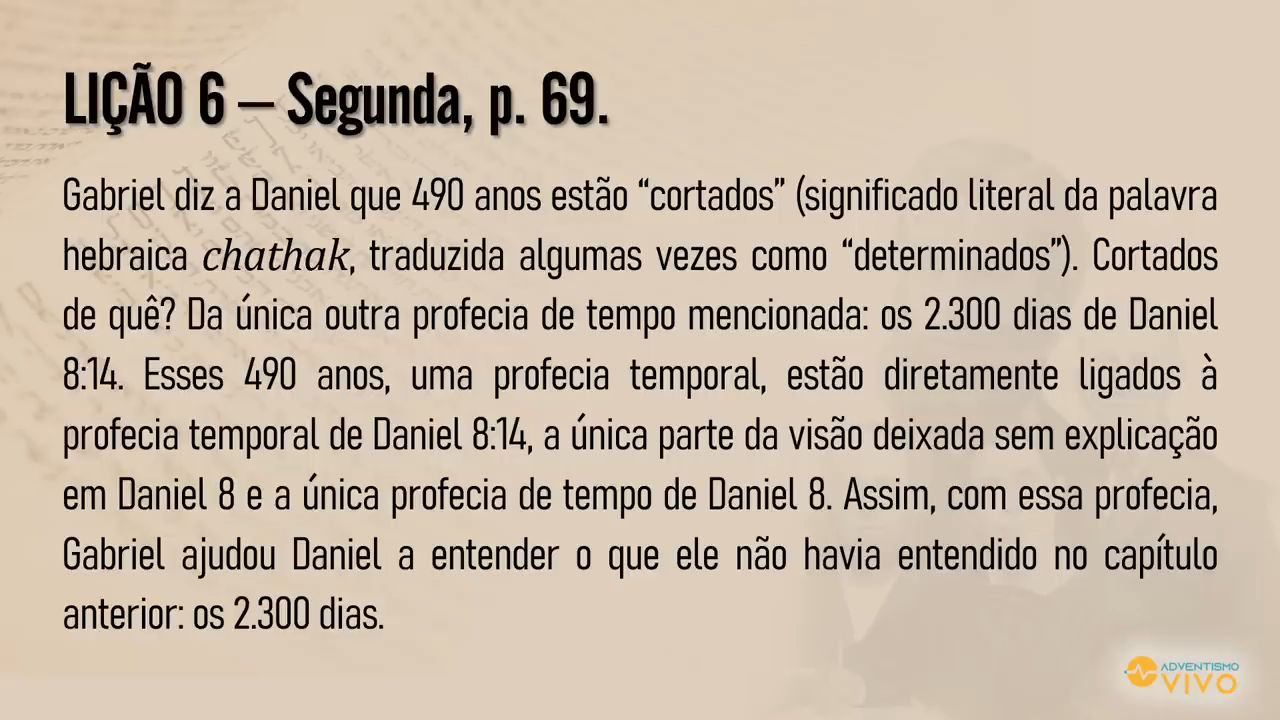 LIÇÃO 6 – Segunda, p. 69.
Gabriel diz a Daniel que 490 anos estão “cortados” (significado literal da palavra
hebraica chathak, traduzida algumas vezes como “determinados”). Cortados
de quê? Da única outra profecia de tempo mencionada: os 2.300 dias de Daniel
8:14. Esses 490 anos, uma profecia temporal, estão diretamente ligados à
profecia temporal de Daniel 8:14, a única parte da visão deixada sem explicação
em Daniel 8 e a única profecia de tempo de Daniel 8. Assim, com essa profecia,
Gabriel ajudou Daniel a entender o que ele não havia entendido no capítulo
anterior: os 2.300 dias.
ADVENTISMO
VIVO